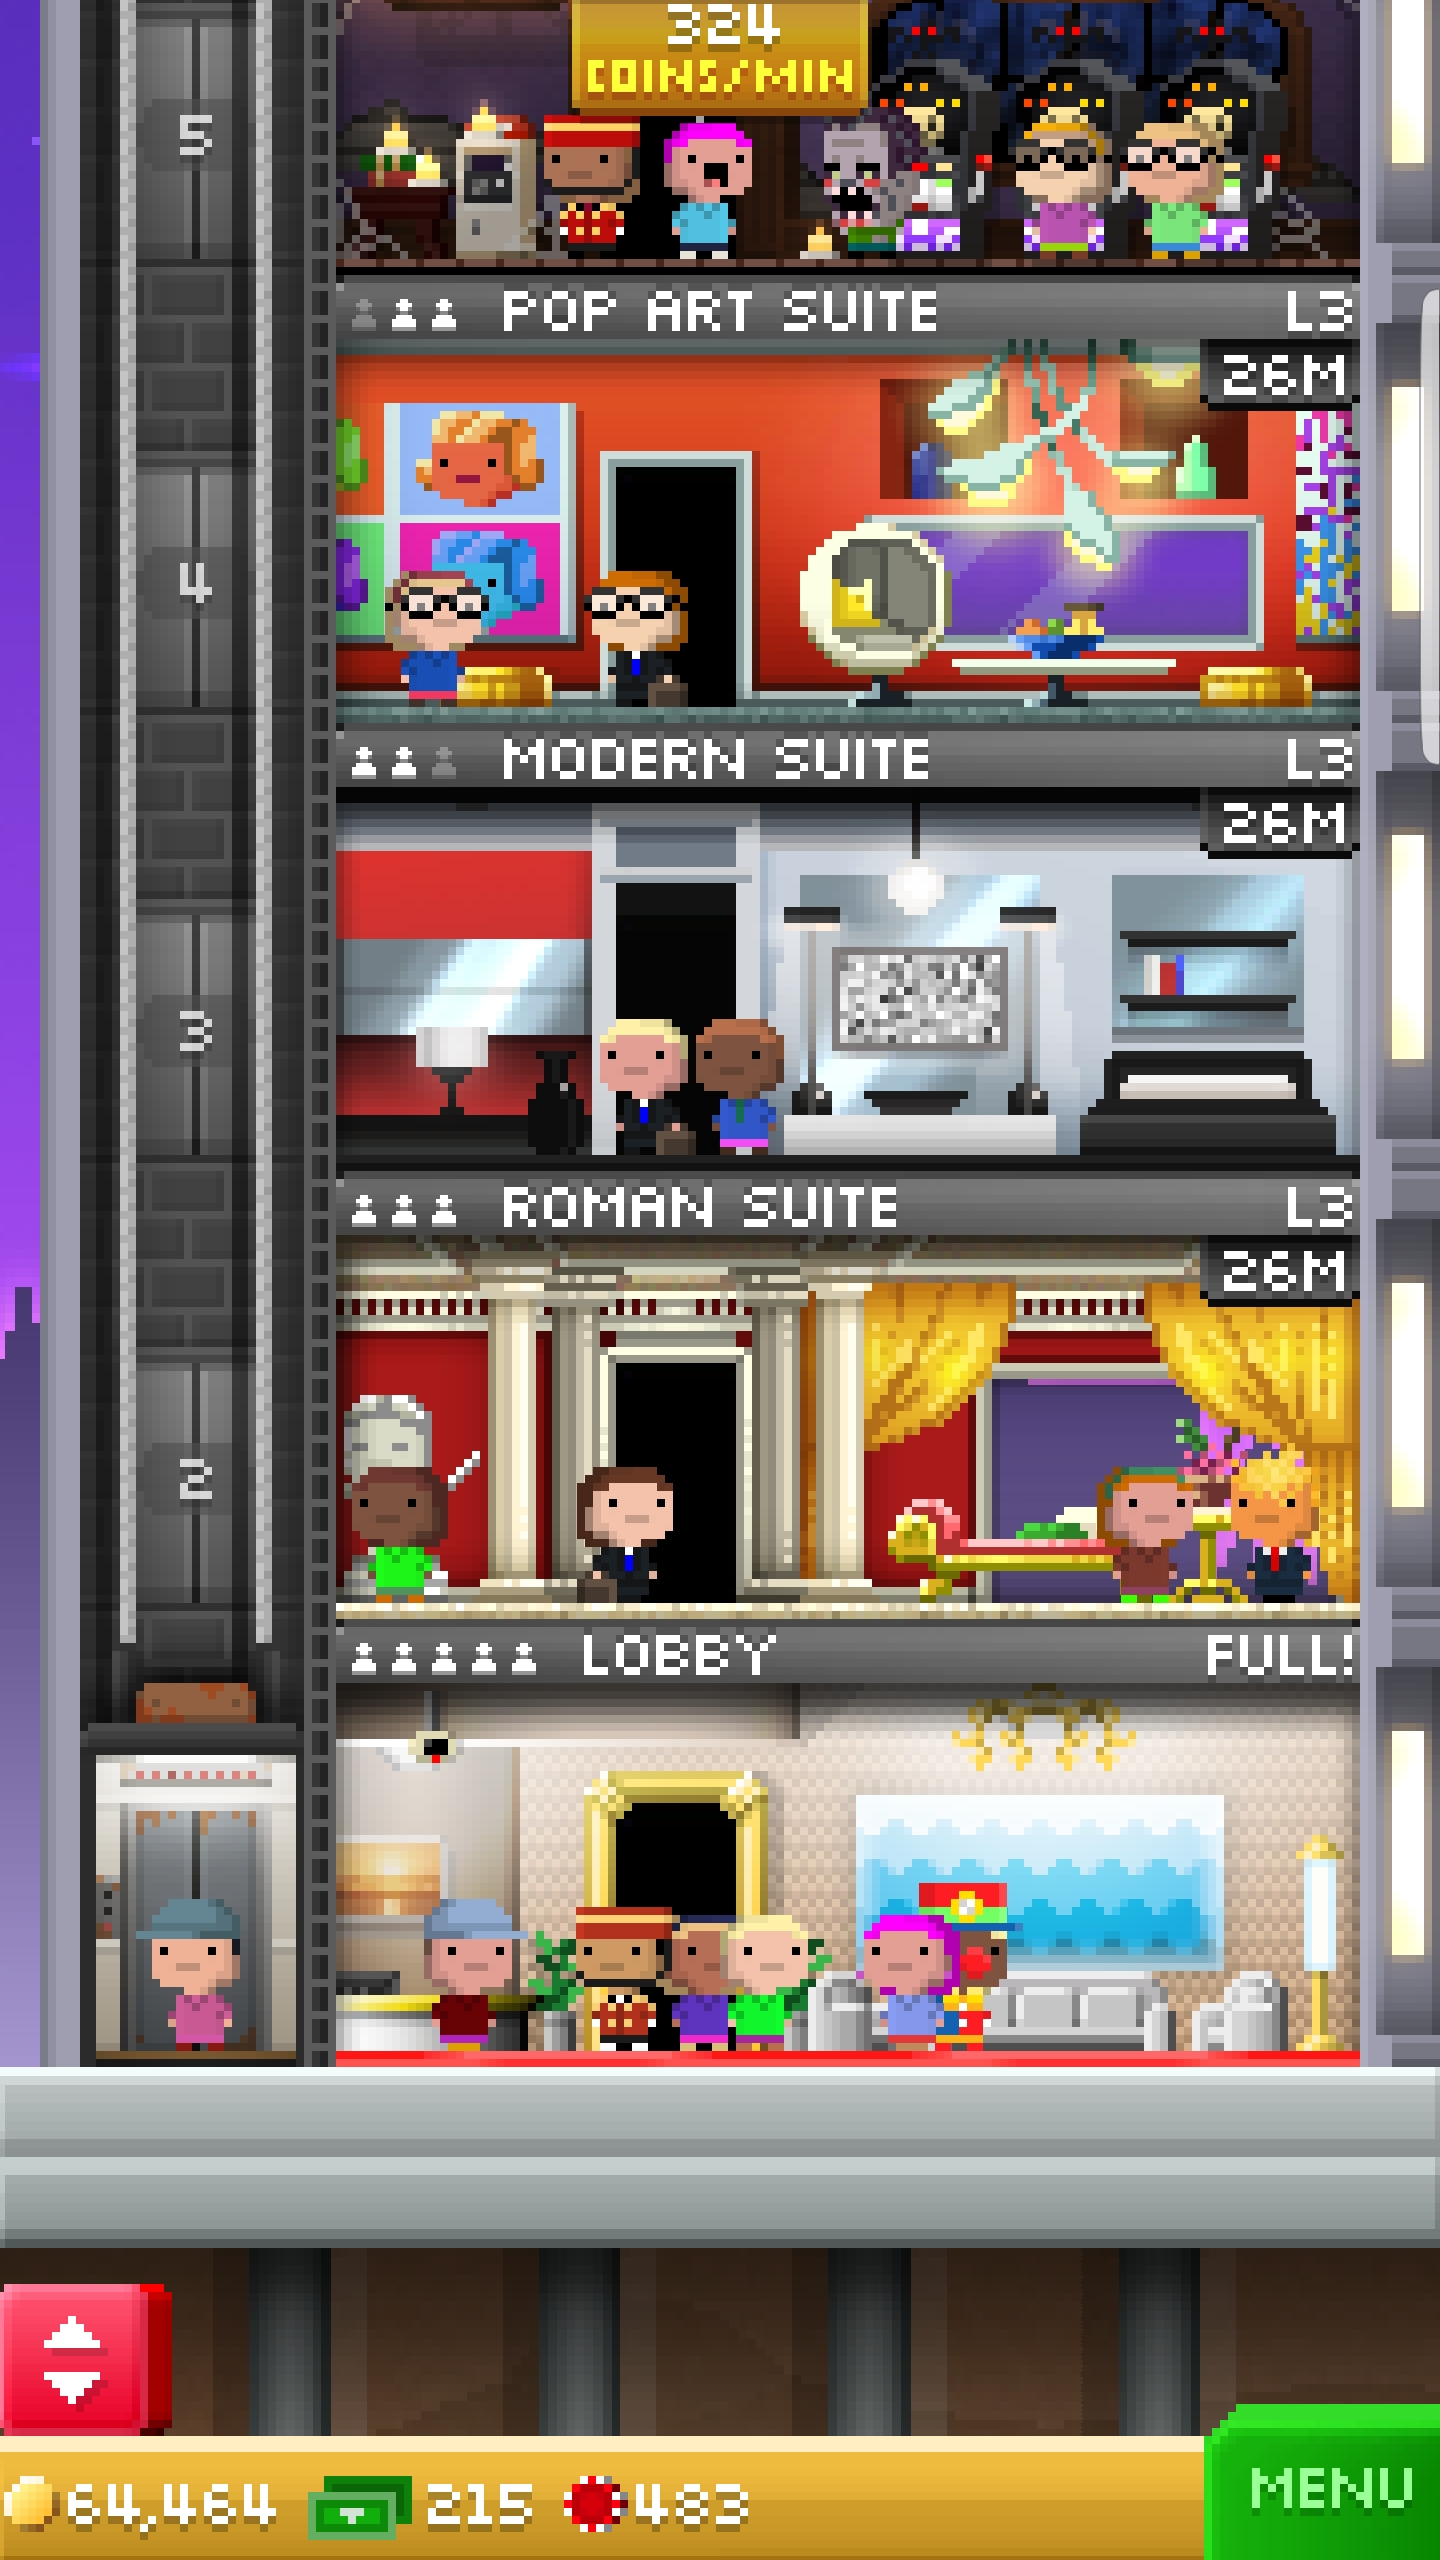 324
COINS/MIN
5
POP ART SUITE L3
26M
4
MODERN SUITE L3
26M
3
ROMAN SUITE L3
26M
2
LOBBY FULL!
64,464 215 483
MENU